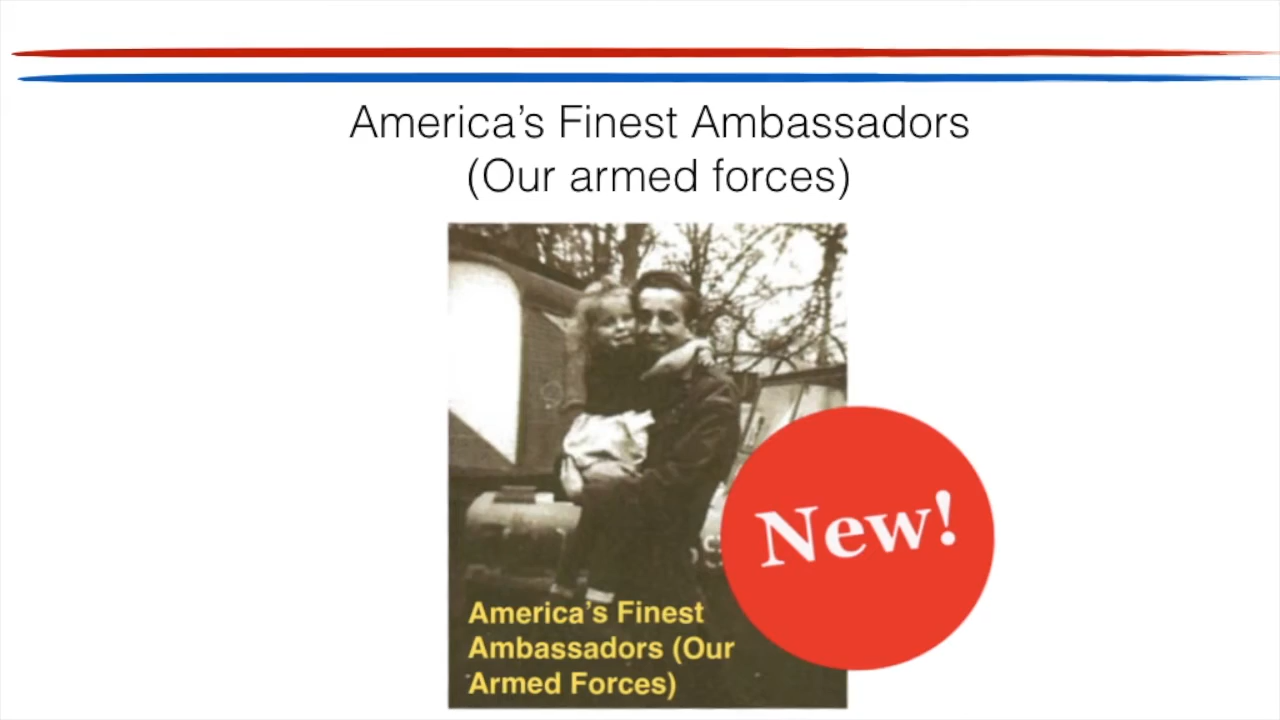 America’s Finest Ambassadors
(Our armed forces)
New!
America’s Finest
Ambassadors (Our
Armed Forces)